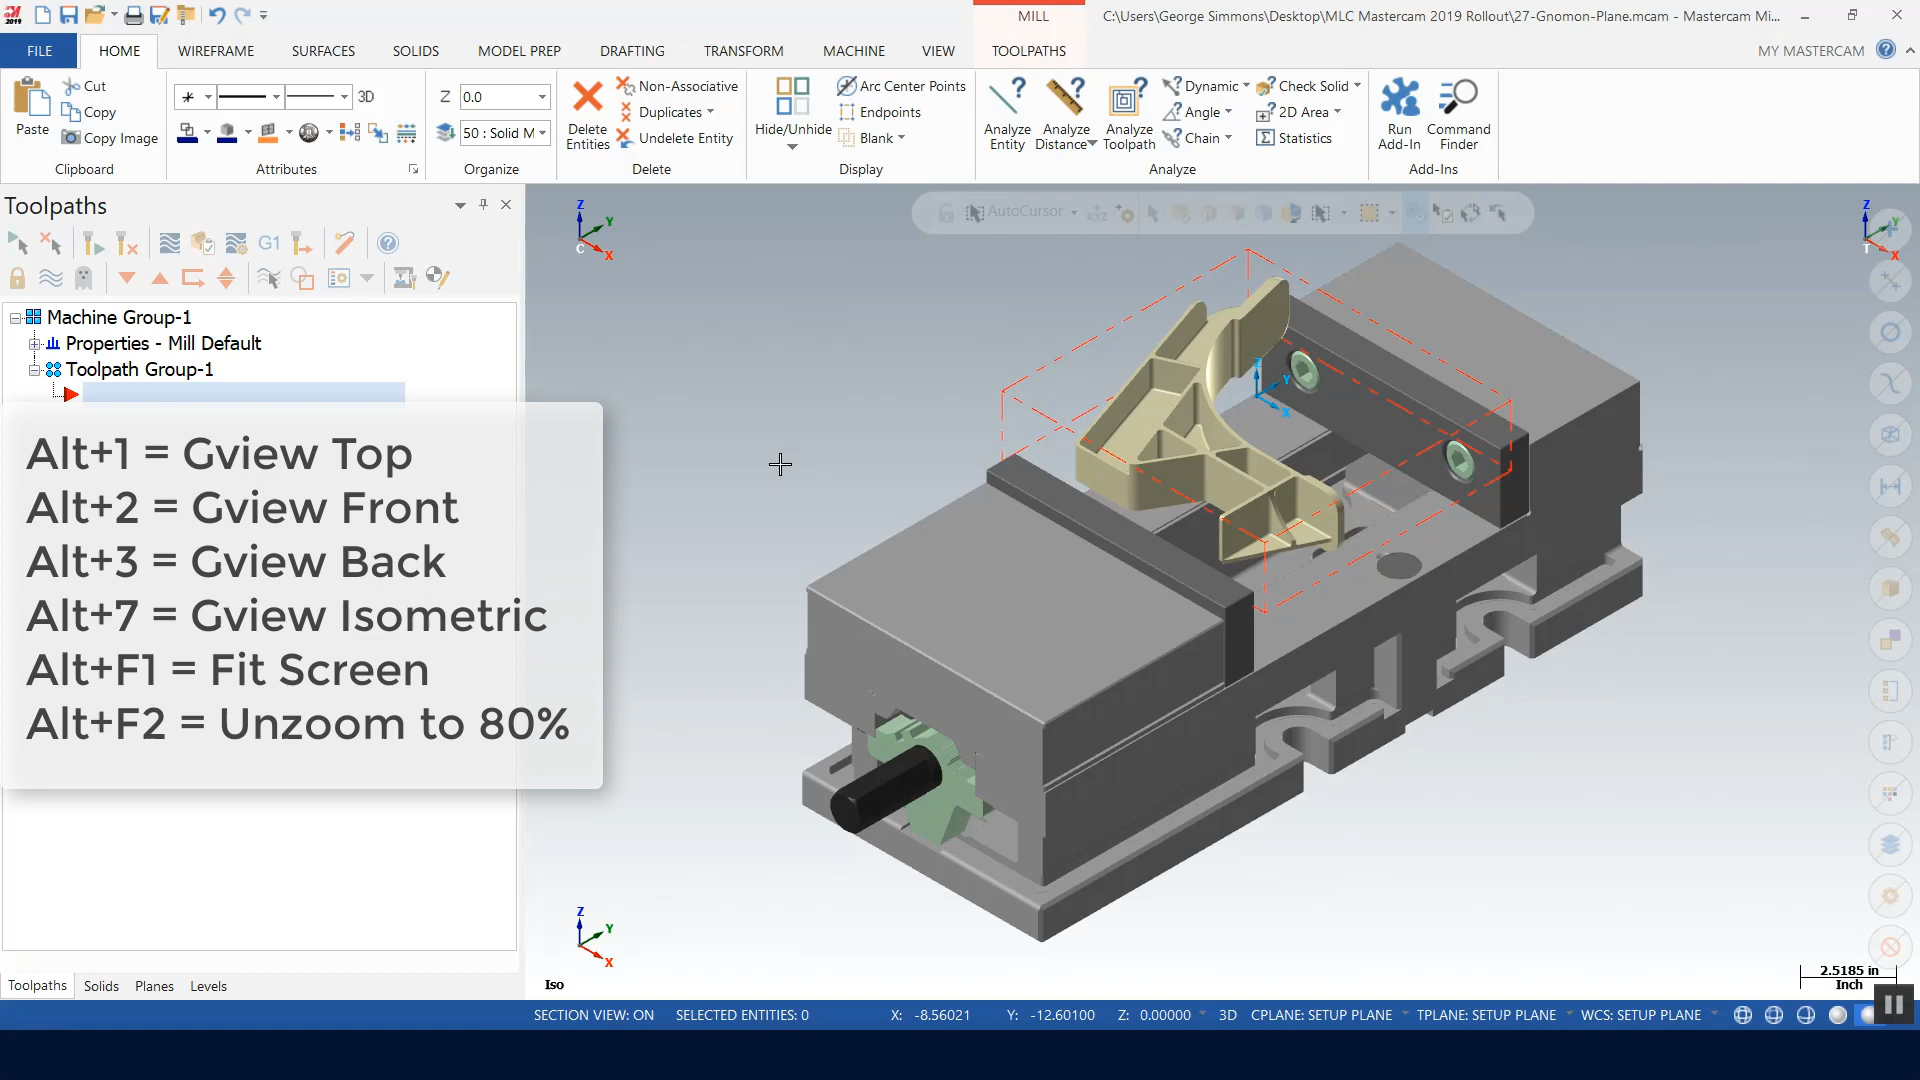 2019
MILL
C:\Users\George Simmons\Desktop\MLC Mastercam 2019 Rollout\27-Gnomon-Plane.mcam - Mastercam Mi...
FILE HOME WIREFRAME SURFACES SOLIDS MODEL PREP DRAFTING TRANSFORM MACHINE VIEW TOOLPATHS MY MASTERCAM
Cut
Copy
Copy Image
Paste
Clipboard
3D
Attributes
Z 0.0
50 : Solid M
Organize
Delete
Entities
Non-Associative
Duplicates
Undelete Entity
Delete
Hide/Unhide
Arc Center Points
Endpoints
Blank
Display
Analyze
Entity
Analyze
Distance
Analyze
Toolpath
Dynamic
Angle
Chain
Check Solid
2D Area
Statistics
Analyze
Run
Add-In
Command
Finder
Add-Ins
Toolpaths
G1
Machine Group-1
Properties - Mill Default
Toolpath Group-1
Alt+1 = Gview Top
Alt+2 = Gview Front
Alt+3 = Gview Back
Alt+7 = Gview Isometric
Alt+F1 = Fit Screen
Alt+F2 = Unzoom to 80%
Toolpaths Solids Planes Levels
AutoCursor
Z
Y
X
C
Z
Y
X
T
Z
Y
X
Z
Y
X
Iso
2.5185 in
Inch
SECTION VIEW: ON SELECTED ENTITIES: 0 X: -8.56021 Y: -12.60100 Z: 0.00000 3D CPLANE: SETUP PLANE TPLANE: SETUP PLANE WCS: SETUP PLANE